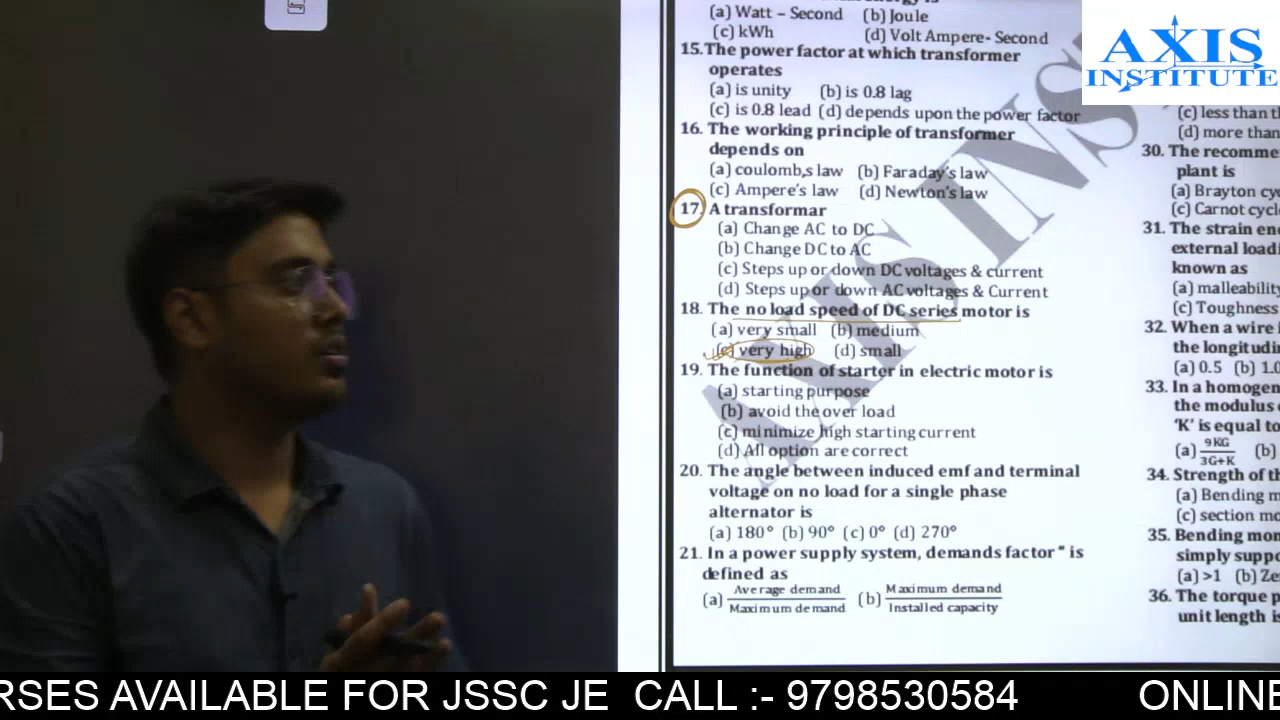 (a) Watt – Second (b) Joule
(c) kWh (d) Volt Ampere- Second
15.The power factor at which transformer
operates
(a) is unity (b) is 0.8 lag
(c) is 0.8 lead (d) depends upon the power factor
16. The working principle of transformer
depends on
(a) coulomb,s law (b) Faraday's law
(c) Ampere's law (d) Newton's law
17. A transformar
(a) Change AC to DC
(b) Change DC to AC
(c) Steps up or down DC voltages & current
(d) Steps up or down AC voltages & Current
18. The no load speed of DC series motor is
(a) very small (b) medium
(c) very high (d) small
19. The function of starter in electric motor is
(a) starting purpose
(b) avoid the over load
(c) minimize high starting current
(d) All option are correct
20. The angle between induced emf and terminal
voltage on no load for a single phase
alternator is
(a) 180° (b) 90° (c) 0° (d) 270°
21. In a power supply system, demands factor" is
defined as
(a) Average demand / Maximum demand (b) Maximum demand / Installed capacity
AXIS
INSTITUTE
(c) less than
(d) more than
30. The recomme
plant is
(a) Brayton cy
(c) Carnot cycl
31. The strain en
external loadi
known as
(a) malleability
(c) Toughness
32. When a wire
the longitudin
(a) 0.5 (b) 1.0
33. In a homogen
the modulus
'K' is equal to
(a) 9KG / 3G+K (b)
34. Strength of th
(a) Bending m
(c) section mo
35. Bending mom
simply suppo
(a) >1 (b) Ze
36. The torque p
unit length is
AXIS INS
RSES AVAILABLE FOR JSSC JE CALL :- 9798530584 ONLINE